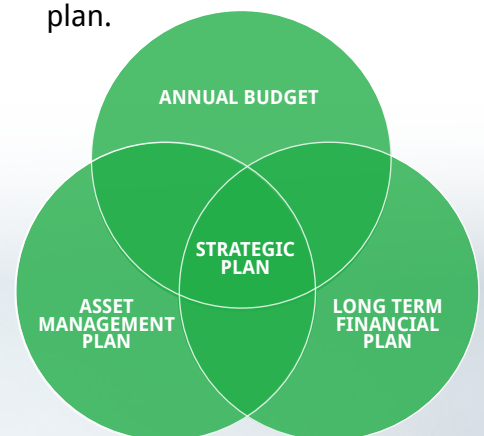 plan.
ANNUAL BUDGET
STRATEGIC
PLAN
ASSET
MANAGEMENT
PLAN
LONG TERM
FINANCIAL
PLAN